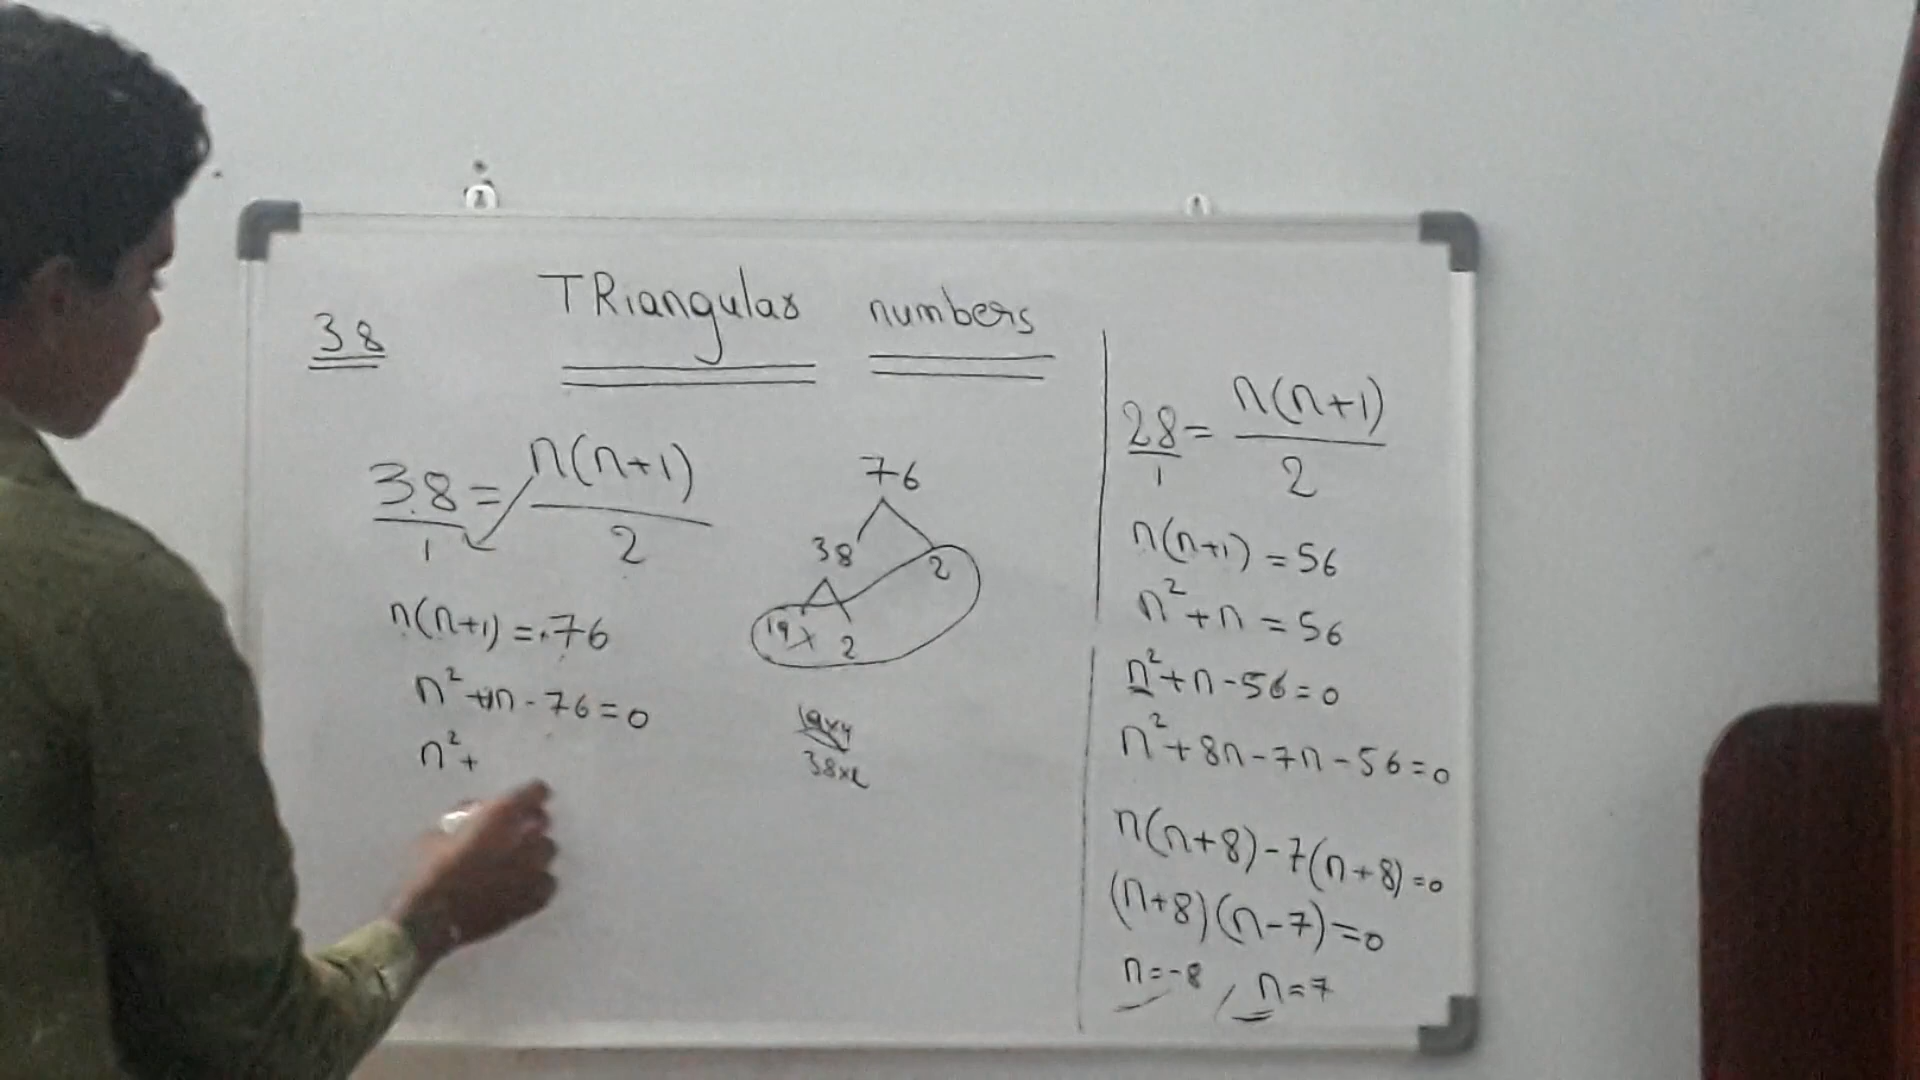 TRiangular numbers
38
38/1 = n(n+1)/2
n(n+1) = 76
n² + 1n - 76 = 0
n² +
76
38 2
19 x 2
19x4
38x2
28/1 = n(n+1)/2
n(n+1) = 56
n² + n = 56
n² + n - 56 = 0
n² + 8n - 7n - 56 = 0
n(n+8) - 7(n+8) = 0
(n+8)(n-7) = 0
n = -8 / n = 7